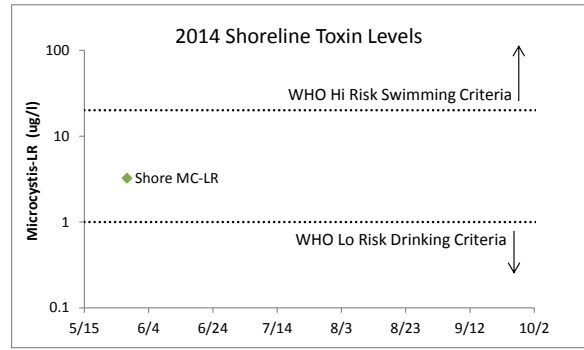 2014 Shoreline Toxin Levels
Microcystis-LR (ug/l)
100
10
1
0.1
WHO Hi Risk Swimming Criteria
Shore MC-LR
WHO Lo Risk Drinking Criteria
5/15 6/4 6/24 7/14 8/3 8/23 9/12 10/2